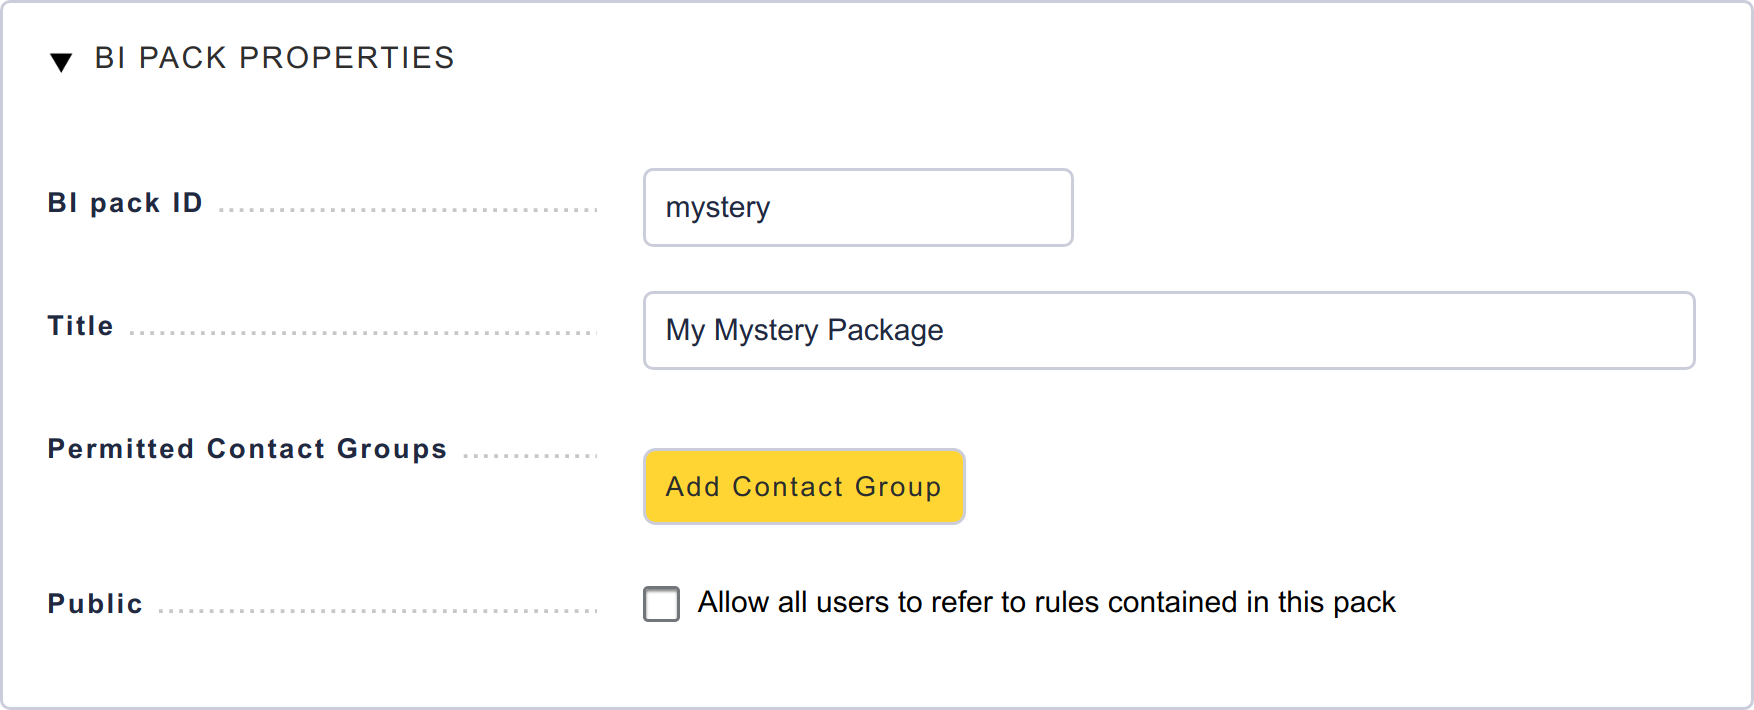 BI PACK PROPERTIES
BI pack ID mystery
Title My Mystery Package
Permitted Contact Groups
Add Contact Group
Public Allow all users to refer to rules contained in this pack